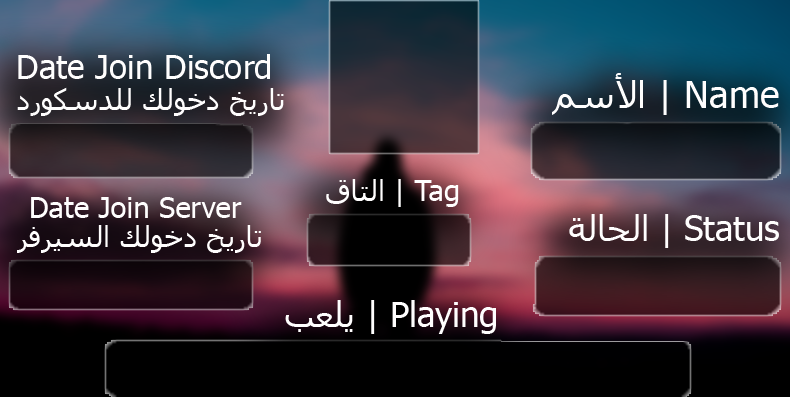 Date Join Discord
تاريخ دخولك للدسكورد
الأسم | Name
التاق | Tag
Date Join Server
تاريخ دخولك السيرفر
الحالة | Status
يلعب | Playing